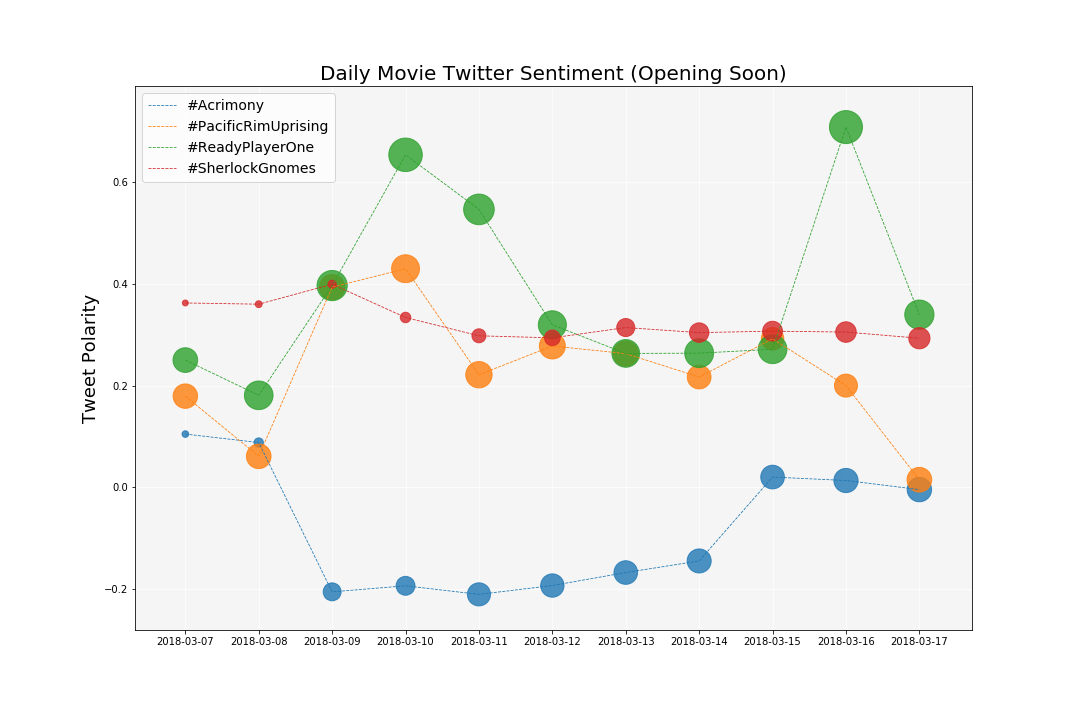 Daily Movie Twitter Sentiment (Opening Soon)
#Acrimony
#PacificRimUprising
#ReadyPlayerOne
#SherlockGnomes
Tweet Polarity
0.6
0.4
0.2
0.0
−0.2
2018-03-07 2018-03-08 2018-03-09 2018-03-10 2018-03-11 2018-03-12 2018-03-13 2018-03-14 2018-03-15 2018-03-16 2018-03-17